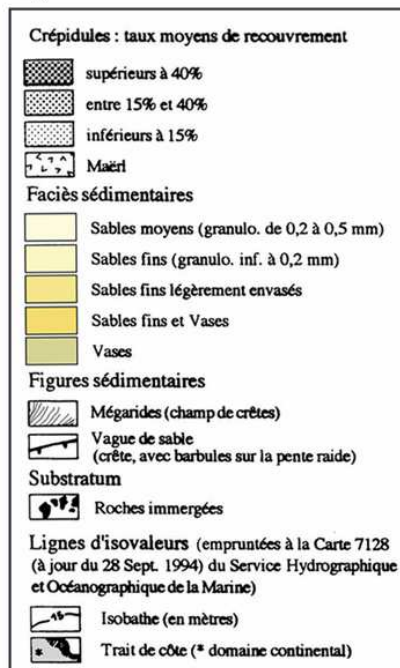 Crépidules : taux moyens de recouvrement
supérieurs à 40%
entre 15% et 40%
inférieurs à 15%
Maërl
Faciès sédimentaires
Sables moyens (granulo. de 0,2 à 0,5 mm)
Sables fins (granulo. inf. à 0,2 mm)
Sables fins légèrement envasés
Sables fins et Vases
Vases
Figures sédimentaires
Mégarides (champ de crêtes)
Vague de sable
(crête, avec barbules sur la pente raide)
Substratum
Roches immergées
Lignes d'isovaleurs (empruntées à la Carte 7128
(à jour du 28 Sept. 1994) du Service Hydrographique
et Océanographique de la Marine)
Isobathe (en mètres)
Trait de côte (* domaine continental)